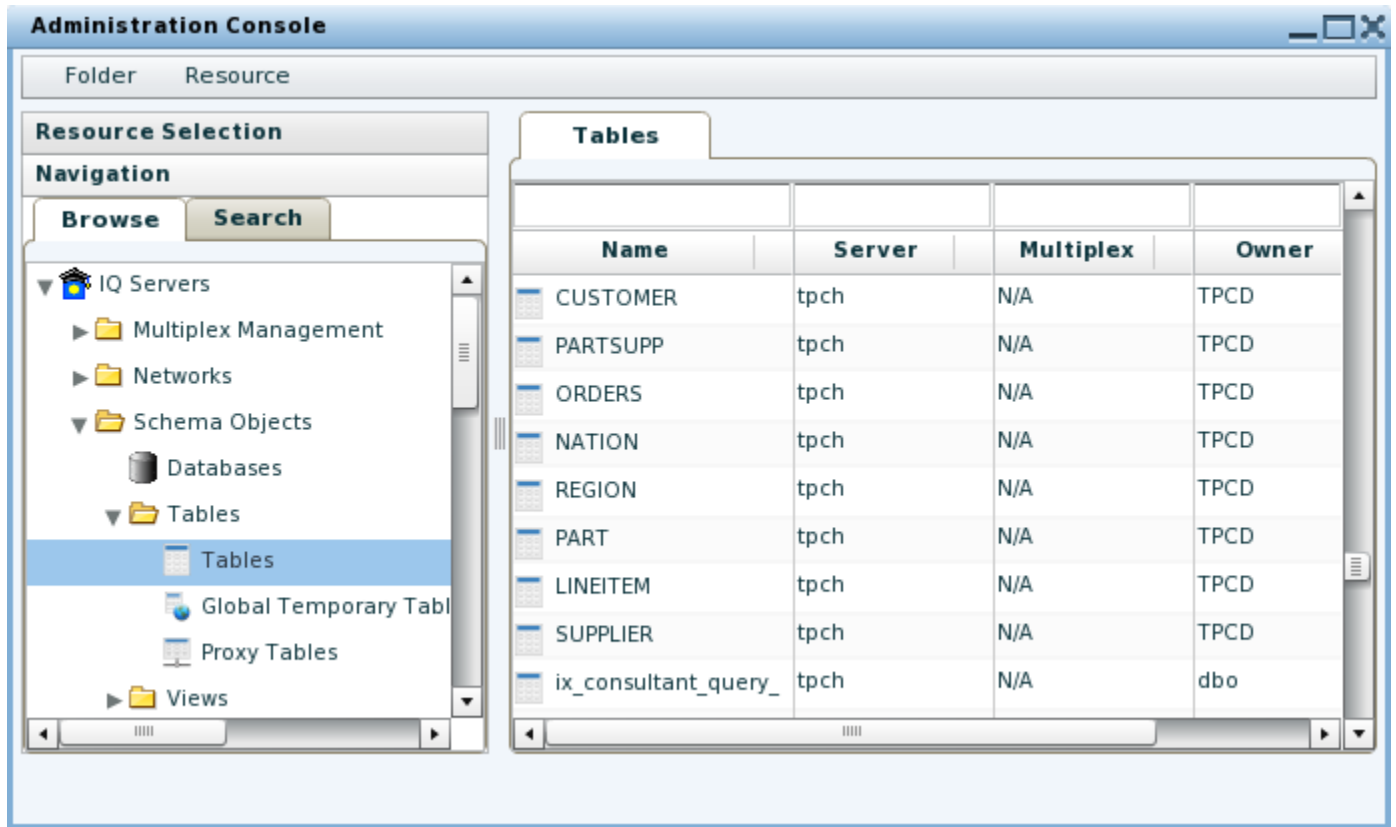 Administration Console
Folder Resource
Resource Selection
Navigation
Browse Search
IQ Servers
Multiplex Management
Networks
Schema Objects
Databases
Tables
Tables
Global Temporary Tabl
Proxy Tables
Views
Tables
Name Server Multiplex Owner
CUSTOMER tpch N/A TPCD
PARTSUPP tpch N/A TPCD
ORDERS tpch N/A TPCD
NATION tpch N/A TPCD
REGION tpch N/A TPCD
PART tpch N/A TPCD
LINEITEM tpch N/A TPCD
SUPPLIER tpch N/A TPCD
ix_consultant_query_ tpch N/A dbo